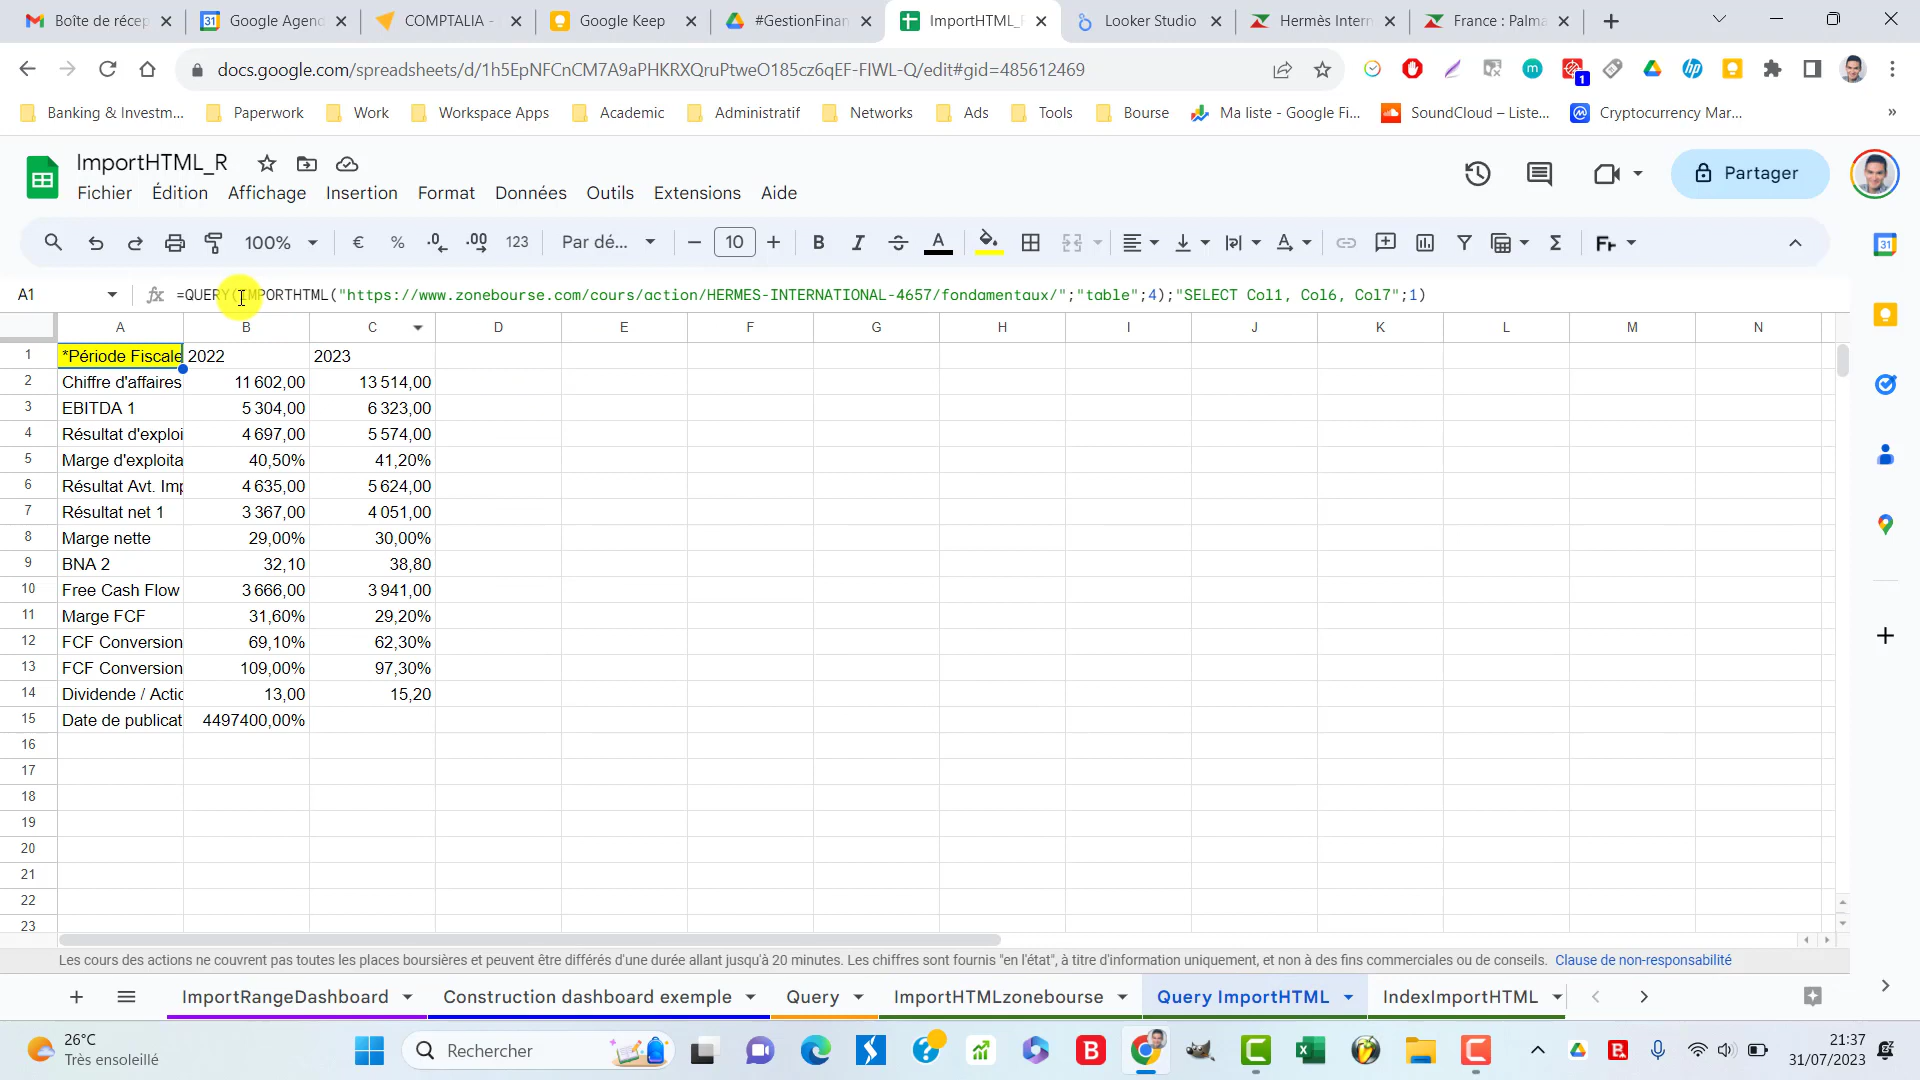 Boîte de récep
Google Agend
COMPTALIA -
Google Keep
#GestionFinan
ImportHTML_R
Looker Studio
Hermès Intern
France : Palma
docs.google.com/spreadsheets/d/1h5EpNFCnCM7A9aPHKRXQruPtweO185cz6qEF-FIWL-Q/edit#gid=485612469
Banking & Investm... Paperwork Work Workspace Apps Academic Administratif Networks Ads Tools Bourse Ma liste - Google Fi... SoundCloud – Liste... Cryptocurrency Mar... »
ImportHTML_R
Fichier Édition Affichage Insertion Format Données Outils Extensions Aide
Partager
100% € % .0 .00 123 Par dé... 10 B I
A1 fx =QUERY(IMPORTHTML("https://www.zonebourse.com/cours/action/HERMES-INTERNATIONAL-4657/fondamentaux/";"table";4);"SELECT Col1, Col6, Col7";1)
A B C D E F G H I J K L M N
1 *Période Fiscale 2022 2023
2 Chiffre d'affaires 11 602,00 13 514,00
3 EBITDA 1 5 304,00 6 323,00
4 Résultat d'exploi 4 697,00 5 574,00
5 Marge d'exploita 40,50% 41,20%
6 Résultat Avt. Imp 4 635,00 5 624,00
7 Résultat net 1 3 367,00 4 051,00
8 Marge nette 29,00% 30,00%
9 BNA 2 32,10 38,80
10 Free Cash Flow 3 666,00 3 941,00
11 Marge FCF 31,60% 29,20%
12 FCF Conversion 69,10% 62,30%
13 FCF Conversion 109,00% 97,30%
14 Dividende / Actic 13,00 15,20
15 Date de publicat 4497400,00%
16
17
18
19
20
21
22
23
Les cours des actions ne couvrent pas toutes les places boursières et peuvent être différés d'une durée allant jusqu'à 20 minutes. Les chiffres sont fournis "en l'état", à titre d'information uniquement, et non à des fins commerciales ou de conseils. Clause de non-responsabilité
ImportRangeDashboard Construction dashboard exemple Query ImportHTMLzonebourse Query ImportHTML IndexImportHTML
26°C
Très ensoleillé
Rechercher
21:37
31/07/2023